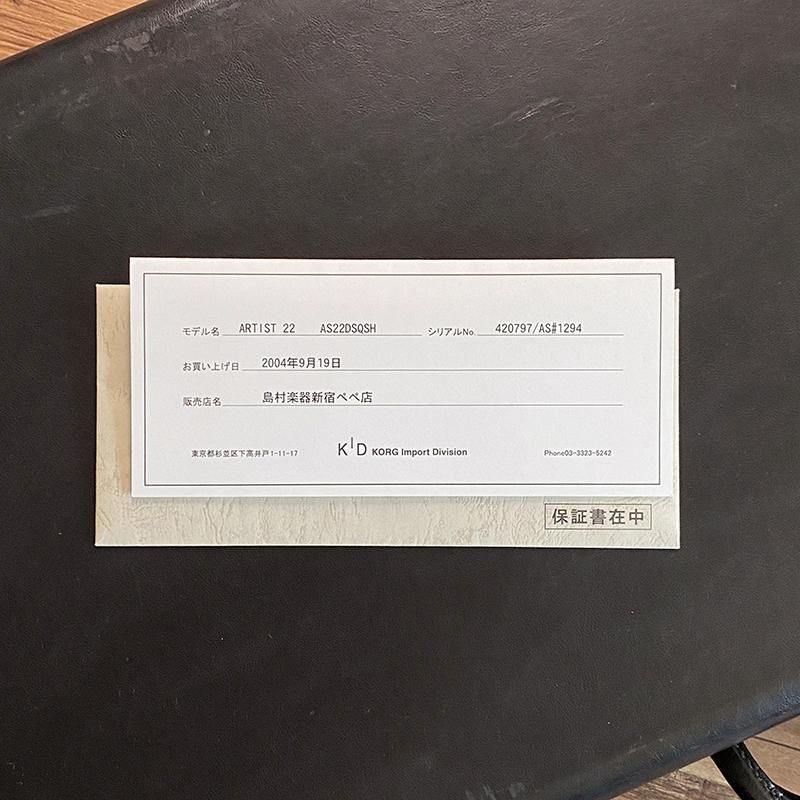 モデル名 ARTIST 22 AS22DSQSH シリアルNo. 420797/AS#1294
お買い上げ日 2004年9月19日
販売店名 島村楽器新宿ペペ店
東京都杉並区下高井戸1-11-17 KID KORG Import Division Phone03-3323-5242
保証書在中